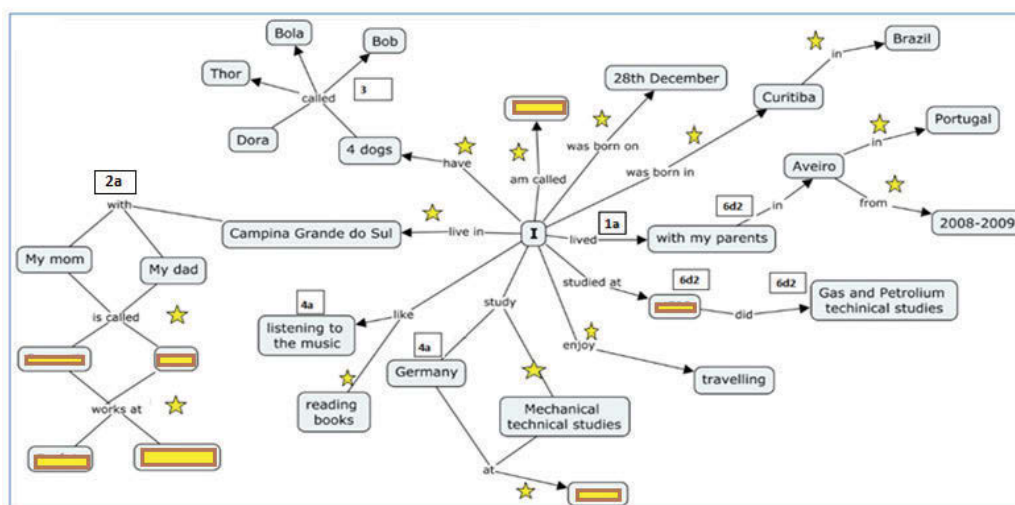 Bola
Bob
Brazil
in
Thor
28th December
called
3
Curitiba
Portugal
Dora
4 dogs
was born on
in
have
was born in
Aveiro
2a
am called
6d2
from
with
in
Campina Grande do Sul
live in
I
lived
1a
with my parents
2008-2009
My mom
My dad
studied at
6d2
6d2
Gas and Petrolium
techinical studies
did
4a
study
is called
like
listening to
the music
4a
enjoy
Germany
travelling
works at
reading
books
Mechanical
technical studies
at